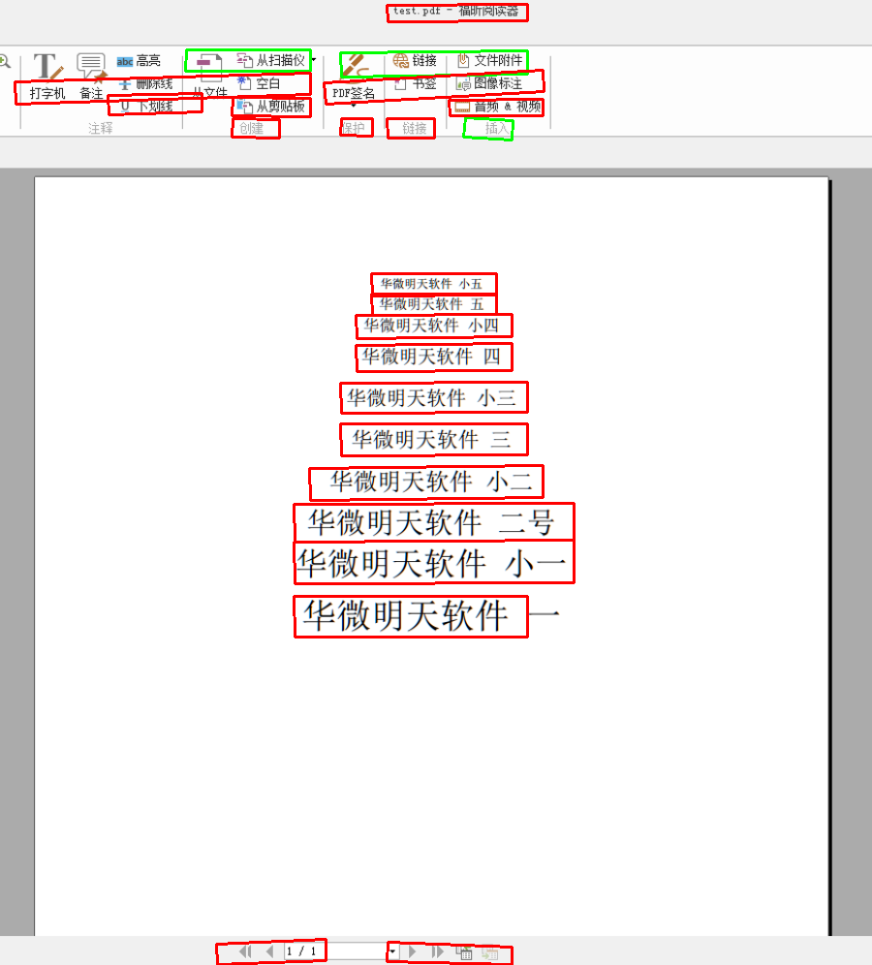 test.pdf - 福昕阅读器
打字机 备注 abc 高亮 删除线 下划线
注释
从文件 从扫描仪 空白 从剪贴板
创建
PDF签名
保护
链接 书签
链接
文件附件 图像标注 音频 & 视频
插入
华微明天软件 小五
华微明天软件 五
华微明天软件 小四
华微明天软件 四
华微明天软件 小三
华微明天软件 三
华微明天软件 小二
华微明天软件 二号
华微明天软件 小一
华微明天软件 一
1 / 1